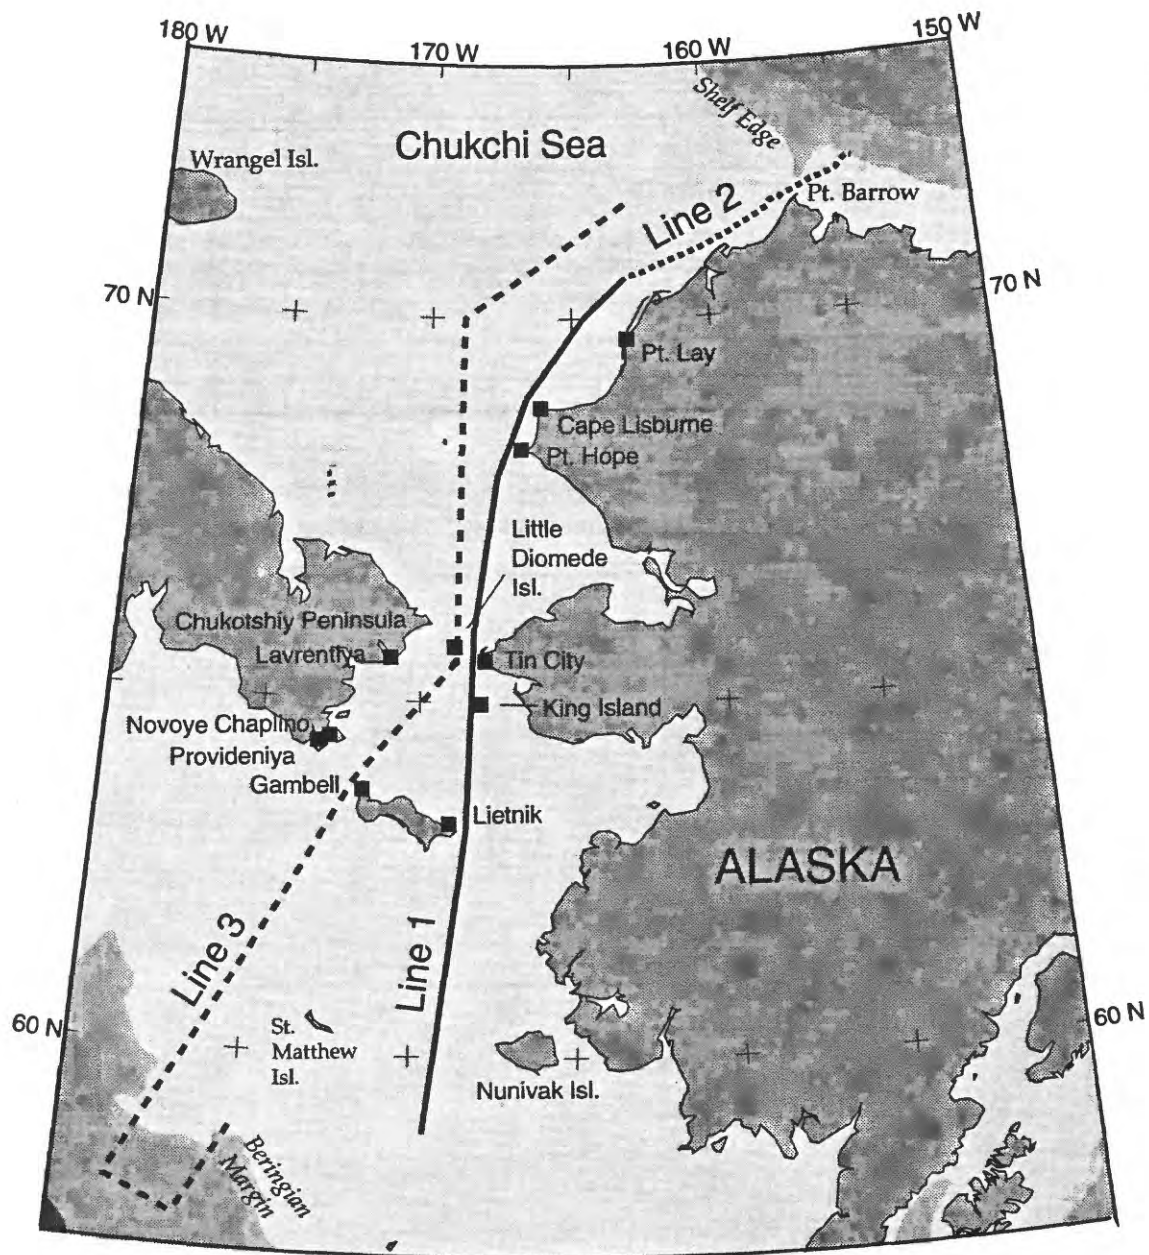 180 W
170 W
160 W
150 W
Shelf Edge
Chukchi Sea
Wrangel Isl.
Line 2
Pt. Barrow
70 N
70 N
Pt. Lay
Cape Lisburne
Pt. Hope
Little
Diomede
Isl.
Chukotshiy Peninsula
Lavrentiya
Tin City
King Island
Novoye Chaplino
Provideniya
Gambell
Lietnik
ALASKA
Line 3
Line 1
60 N
60 N
St.
Matthew
Isl.
Nunivak Isl.
Beringian
Margin